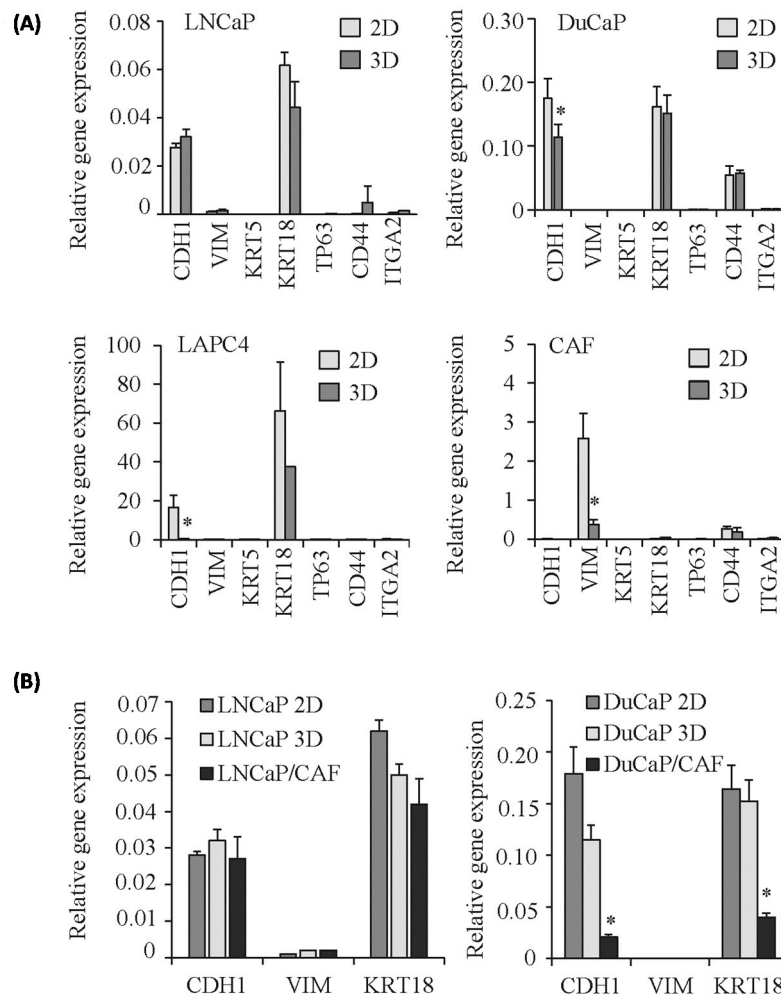 (A)
LNCaP
2D
3D
Relative gene expression
0.08
0.06
0.04
0.02
0
CDH1
VIM
KRT5
KRT18
TP63
CD44
ITGA2
DuCaP
2D
3D
Relative gene expression
0.30
0.20
0.10
0
*
CDH1
VIM
KRT5
KRT18
TP63
CD44
ITGA2
LAPC4
2D
3D
Relative gene expression
100
80
60
40
20
0
*
CDH1
VIM
KRT5
KRT18
TP63
CD44
ITGA2
CAF
2D
3D
Relative gene expression
5
4
3
2
1
0
*
CDH1
VIM
KRT5
KRT18
TP63
CD44
ITGA2
(B)
Relative gene expression
0.07
0.06
0.05
0.04
0.03
0.02
0.01
0
LNCaP 2D
LNCaP 3D
LNCaP/CAF
CDH1 VIM KRT18
Relative gene expression
0.25
0.20
0.15
0.10
0.05
0.00
DuCaP 2D
DuCaP 3D
DuCaP/CAF
*
*
CDH1 VIM KRT18